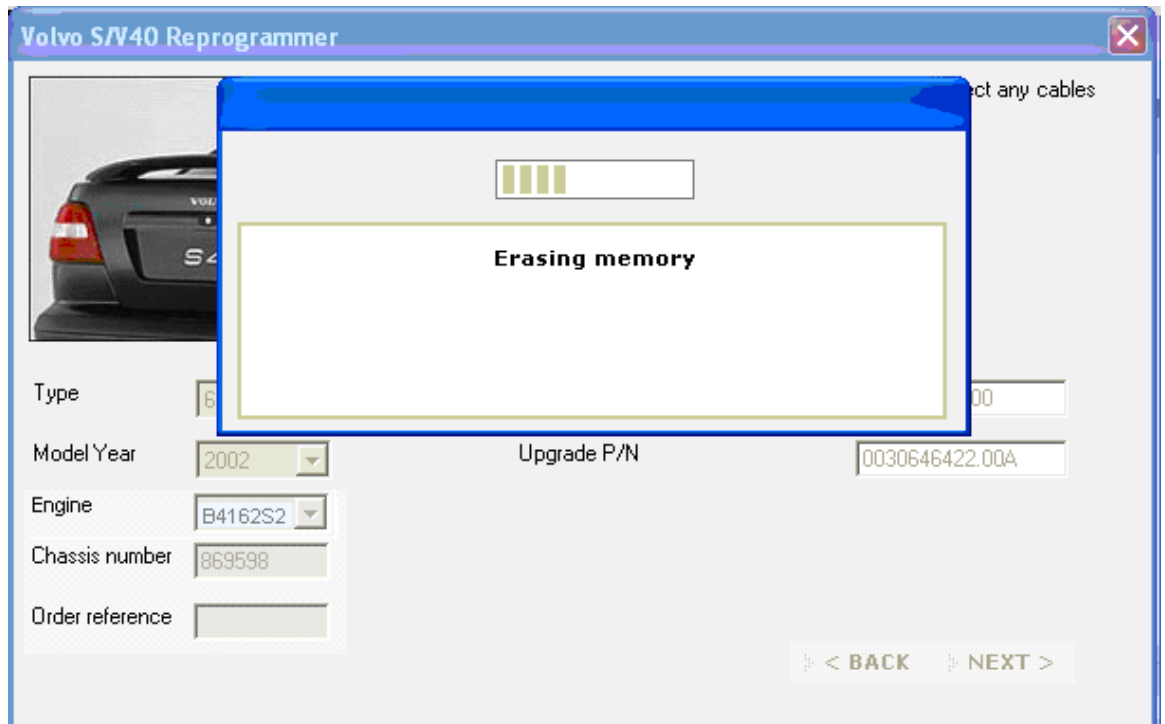 Volvo S/V40 Reprogrammer
any cables
Erasing memory
Type
Model Year 2002 Upgrade P/N 0030646422.00A
Engine B4162S2
Chassis number 869598
Order reference
< BACK NEXT >